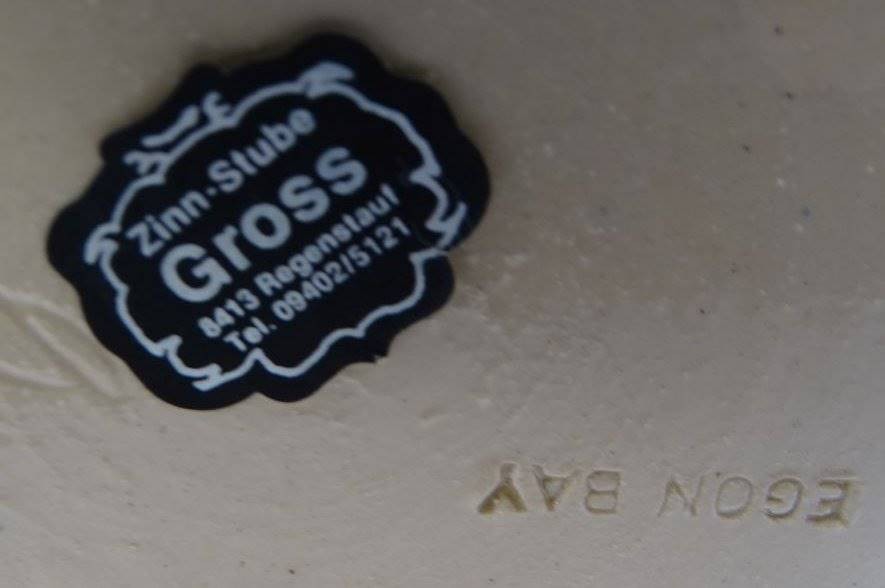 Zinn-Stube
Gross
8413 Regenstauf
Tel. 09402/5121
EGON BAY